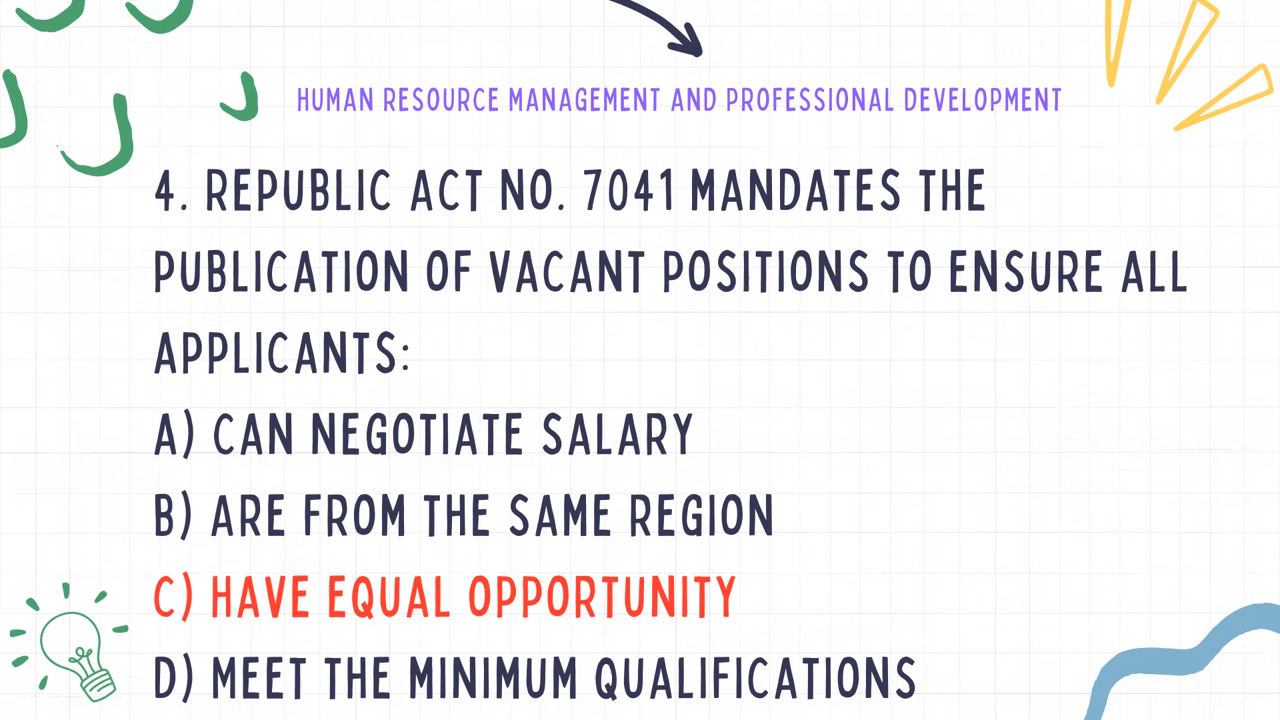 HUMAN RESOURCE MANAGEMENT AND PROFESSIONAL DEVELOPMENT
4. REPUBLIC ACT NO. 7041 MANDATES THE
PUBLICATION OF VACANT POSITIONS TO ENSURE ALL
APPLICANTS:
A) CAN NEGOTIATE SALARY
B) ARE FROM THE SAME REGION
C) HAVE EQUAL OPPORTUNITY
D) MEET THE MINIMUM QUALIFICATIONS